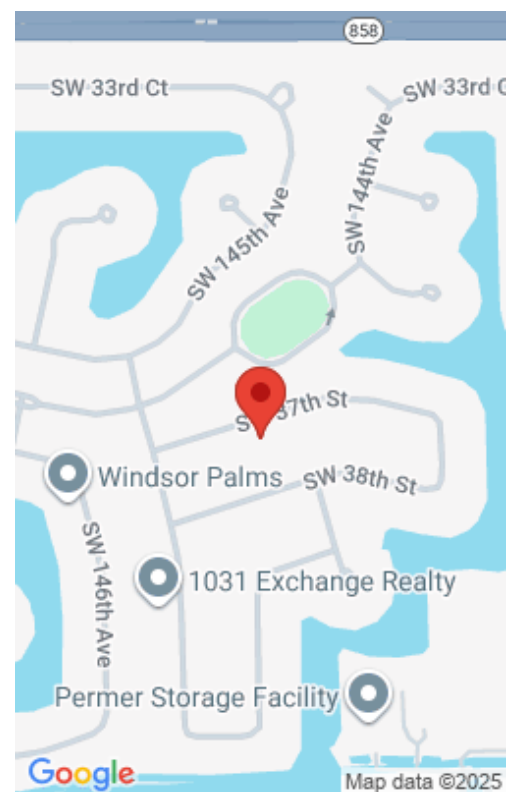 858
SW 33rd Ct
SW 33rd C
SW 144th Ave
SW 145th Ave
SW 37th St
Windsor Palms
SW 38th St
SW 146th Ave
1031 Exchange Realty
Permer Storage Facility
Google
Map data ©2025